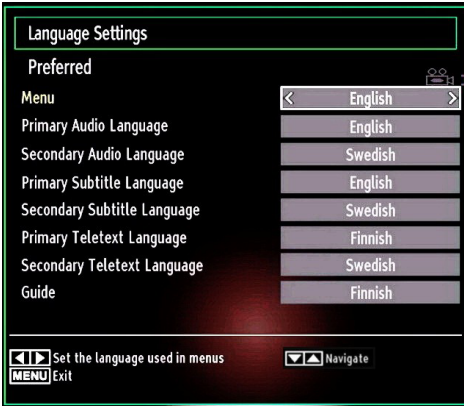 Language Settings
Preferred
Menu English
Primary Audio Language English
Secondary Audio Language Swedish
Primary Subtitle Language English
Secondary Subtitle Language Swedish
Primary Teletext Language Finnish
Secondary Teletext Language Swedish
Guide Finnish
Set the language used in menus Navigate
MENU Exit